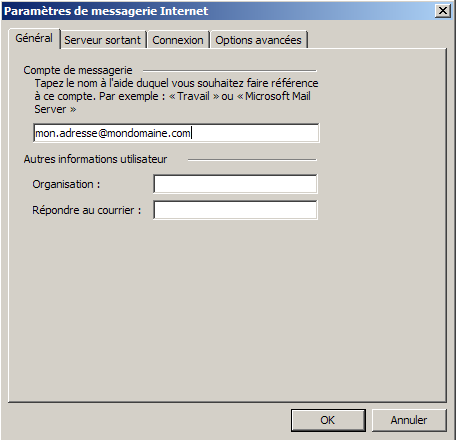 Paramètres de messagerie Internet
Général Serveur sortant Connexion Options avancées
Compte de messagerie
Tapez le nom à l'aide duquel vous souhaitez faire référence
à ce compte. Par exemple : « Travail » ou « Microsoft Mail
Server »
mon.adresse@mondomaine.com
Autres informations utilisateur
Organisation :
Répondre au courrier :
OK Annuler